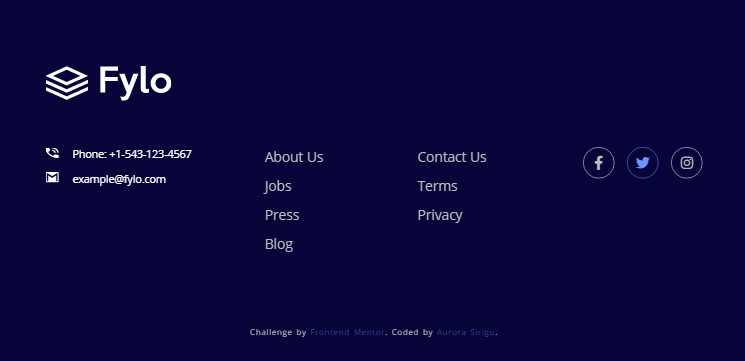 Fylo
Phone: +1-543-123-4567
example@fylo.com
About Us
Jobs
Press
Blog
Contact Us
Terms
Privacy
Challenge by Frontend Mentor. Coded by Aurora Sirigu.